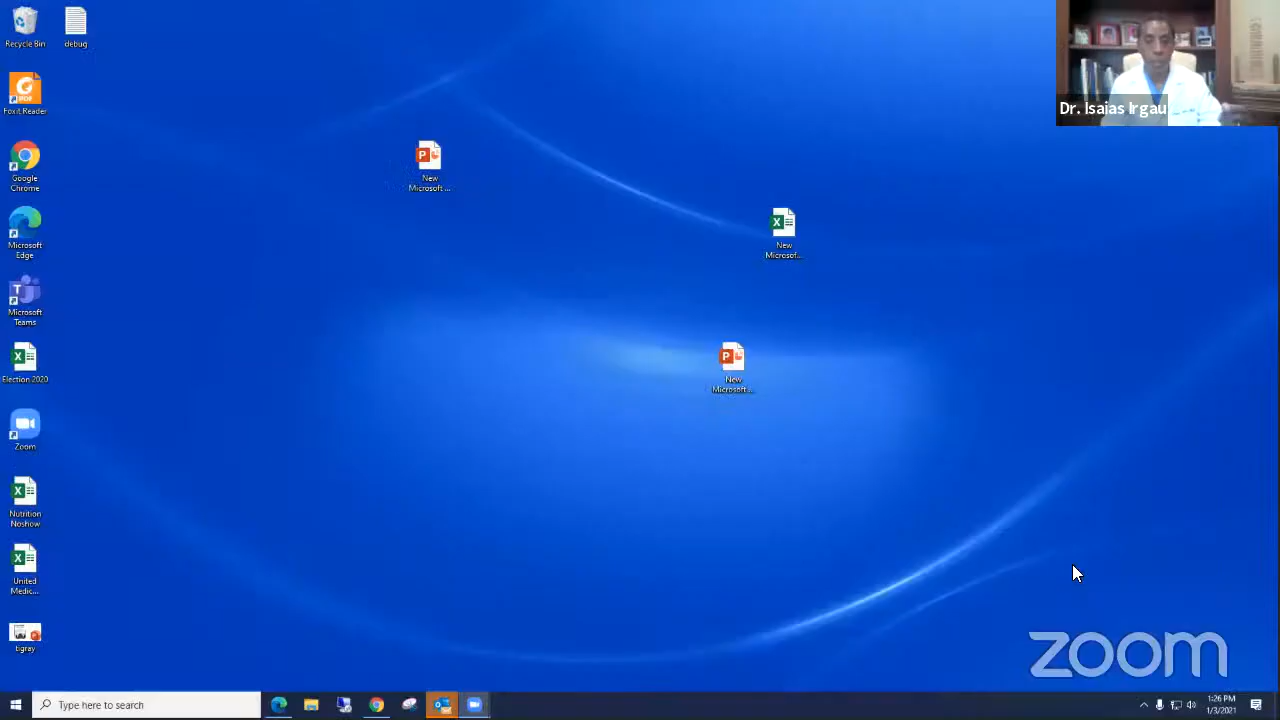 Recycle Bin
debug
Foxit Reader
Google
Chrome
Microsoft
Edge
Microsoft
Teams
Election 2020
Zoom
Nutrition
Noshow
United
Medic...
New
Microsoft ...
New
Microsof...
New
Microsoft...
Dr. Isaias Irgau
zoom
Type here to search
1:26 PM
1/3/2021